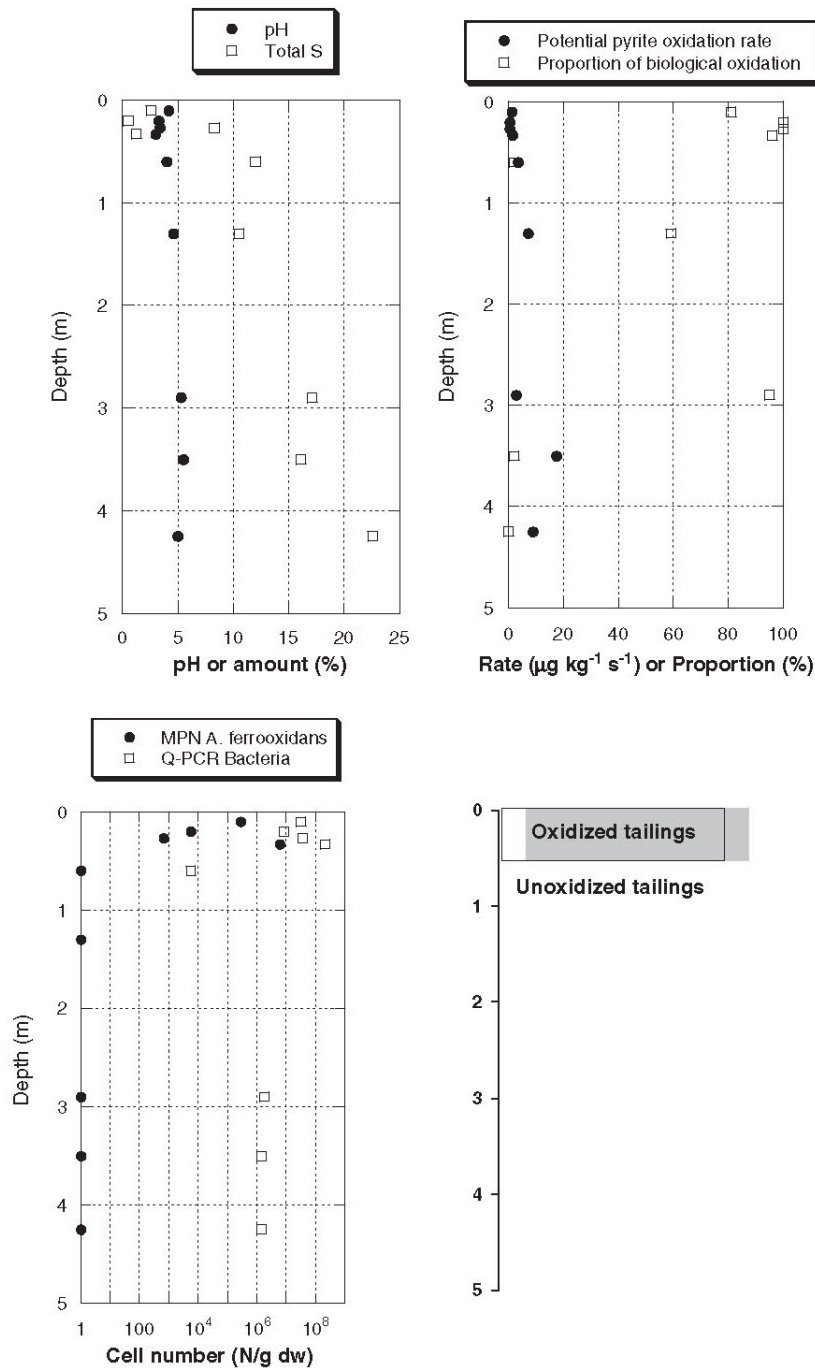 pH
Total S
Potential pyrite oxidation rate
Proportion of biological oxidation
0
1
2
3
4
5
Depth (m)
0 5 10 15 20 25
pH or amount (%)
0
1
2
3
4
5
Depth (m)
0 20 40 60 80 100
Rate (µg kg⁻¹ s⁻¹) or Proportion (%)
MPN A. ferrooxidans
Q-PCR Bacteria
0
1
2
3
4
5
Depth (m)
1 100 10⁴ 10⁶ 10⁸
Cell number (N/g dw)
0
1
2
3
4
5
Oxidized tailings
Unoxidized tailings